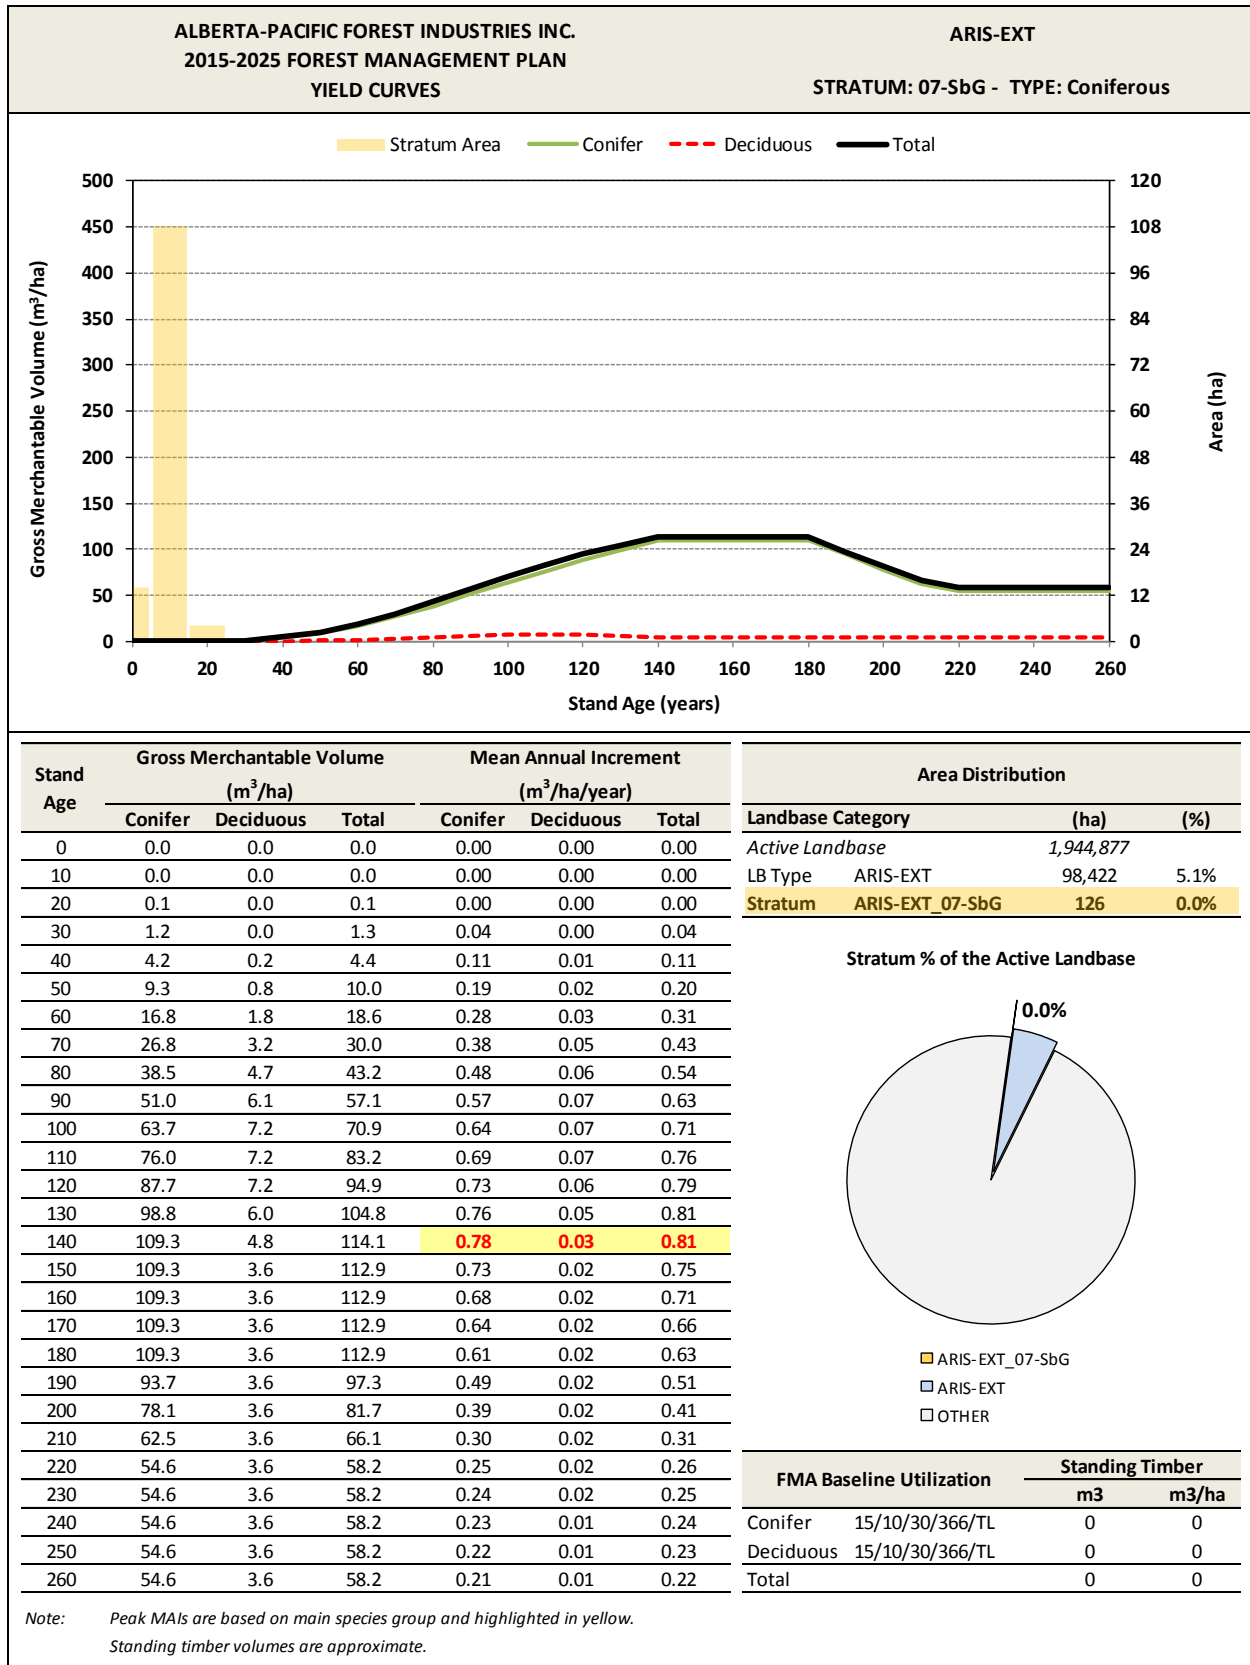 ALBERTA-PACIFIC FOREST INDUSTRIES INC.
2015-2025 FOREST MANAGEMENT PLAN
YIELD CURVES
ARIS-EXT
STRATUM: 07-SbG - TYPE: Coniferous
Stratum Area Conifer Deciduous Total
500 120
450 108
400 96
350 84
300 72
250 60
200 48
150 36
100 24
50 12
0 0
Gross Merchantable Volume (m³/ha)
Area (ha)
0 20 40 60 80 100 120 140 160 180 200 220 240 260
Stand Age (years)
Stand Age
Gross Merchantable Volume (m³/ha)
Mean Annual Increment (m³/ha/year)
Conifer Deciduous Total Conifer Deciduous Total
0 0.0 0.0 0.0 0.00 0.00 0.00
10 0.0 0.0 0.0 0.00 0.00 0.00
20 0.1 0.0 0.1 0.00 0.00 0.00
30 1.2 0.0 1.3 0.04 0.00 0.04
40 4.2 0.2 4.4 0.11 0.01 0.11
50 9.3 0.8 10.0 0.19 0.02 0.20
60 16.8 1.8 18.6 0.28 0.03 0.31
70 26.8 3.2 30.0 0.38 0.05 0.43
80 38.5 4.7 43.2 0.48 0.06 0.54
90 51.0 6.1 57.1 0.57 0.07 0.63
100 63.7 7.2 70.9 0.64 0.07 0.71
110 76.0 7.2 83.2 0.69 0.07 0.76
120 87.7 7.2 94.9 0.73 0.06 0.79
130 98.8 6.0 104.8 0.76 0.05 0.81
140 109.3 4.8 114.1 0.78 0.03 0.81
150 109.3 3.6 112.9 0.73 0.02 0.75
160 109.3 3.6 112.9 0.68 0.02 0.71
170 109.3 3.6 112.9 0.64 0.02 0.66
180 109.3 3.6 112.9 0.61 0.02 0.63
190 93.7 3.6 97.3 0.49 0.02 0.51
200 78.1 3.6 81.7 0.39 0.02 0.41
210 62.5 3.6 66.1 0.30 0.02 0.31
220 54.6 3.6 58.2 0.25 0.02 0.26
230 54.6 3.6 58.2 0.24 0.02 0.25
240 54.6 3.6 58.2 0.23 0.01 0.24
250 54.6 3.6 58.2 0.22 0.01 0.23
260 54.6 3.6 58.2 0.21 0.01 0.22
Area Distribution
Landbase Category (ha) (%)
Active Landbase 1,944,877
LB Type ARIS-EXT 98,422 5.1%
Stratum ARIS-EXT_07-SbG 126 0.0%
Stratum % of the Active Landbase
0.0%
ARIS-EXT_07-SbG
ARIS-EXT
OTHER
FMA Baseline Utilization
Standing Timber
m3 m3/ha
Conifer 15/10/30/366/TL 0 0
Deciduous 15/10/30/366/TL 0 0
Total 0 0
Note: Peak MAIs are based on main species group and highlighted in yellow.
Standing timber volumes are approximate.